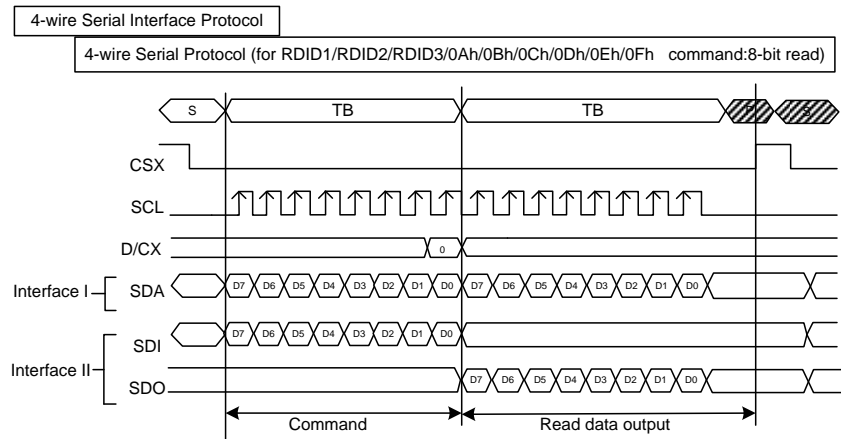 4-wire Serial Interface Protocol
4-wire Serial Protocol (for RDID1/RDID2/RDID3/0Ah/0Bh/0Ch/0Dh/0Eh/0Fh command:8-bit read)
S TB TB P S
CSX
SCL
D/CX 0
Interface I SDA D7 D6 D5 D4 D3 D2 D1 D0 D7 D6 D5 D4 D3 D2 D1 D0
SDI D7 D6 D5 D4 D3 D2 D1 D0
Interface II
SDO D7 D6 D5 D4 D3 D2 D1 D0
Command Read data output